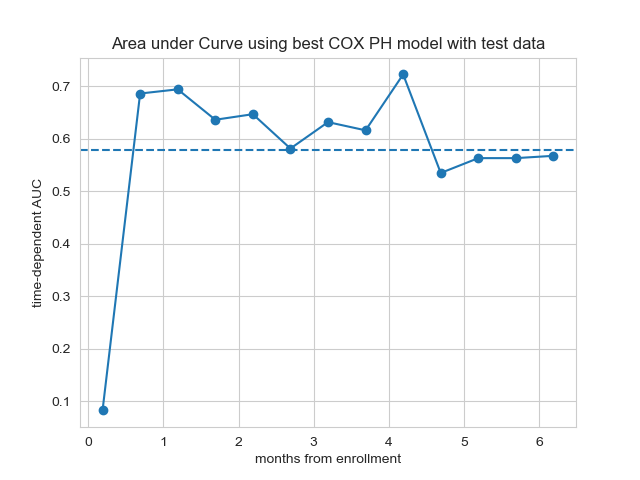 Area under Curve using best COX PH model with test data
time-dependent AUC
0.7
0.6
0.5
0.4
0.3
0.2
0.1
0 1 2 3 4 5 6
months from enrollment